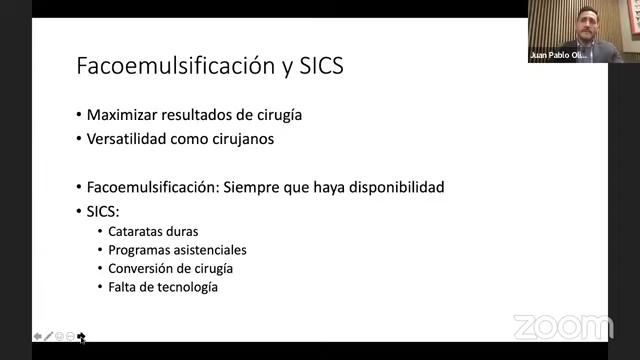 Facoemulsificación y SICS
• Maximizar resultados de cirugía
• Versatilidad como cirujanos
• Facoemulsificación: Siempre que haya disponibilidad
• SICS:
• Cataratas duras
• Programas asistenciales
• Conversión de cirugía
• Falta de tecnología
Juan Pablo Oli...
zoom